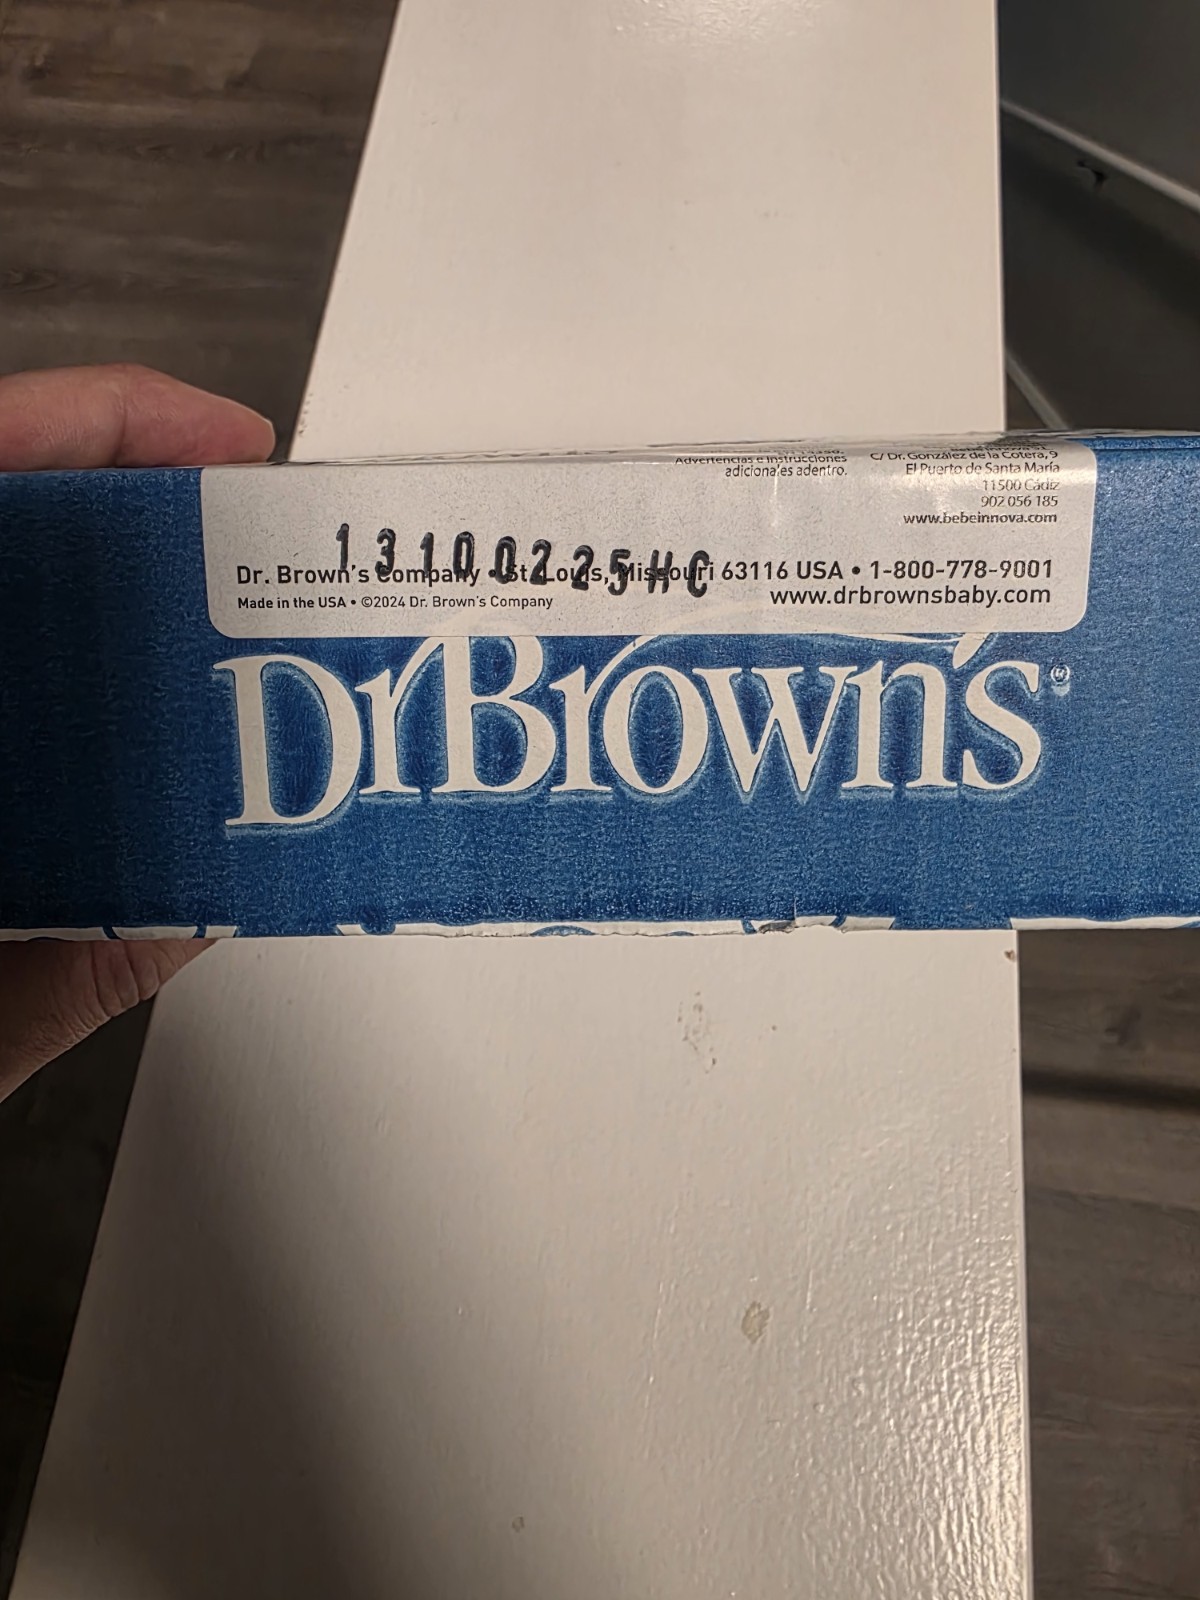 Advertencias e Instrucciones
adicionales adentro.
C/ Dr. González de la Cotera, 9
El Puerto de Santa María
11500 Cádiz
902 056 185
www.bebeinnova.com
13100225HC
Dr. Brown's Company • St. Louis, Missouri 63116 USA • 1-800-778-9001
Made in the USA • ©2024 Dr. Brown's Company
www.drbrownsbaby.com
DrBrown's®